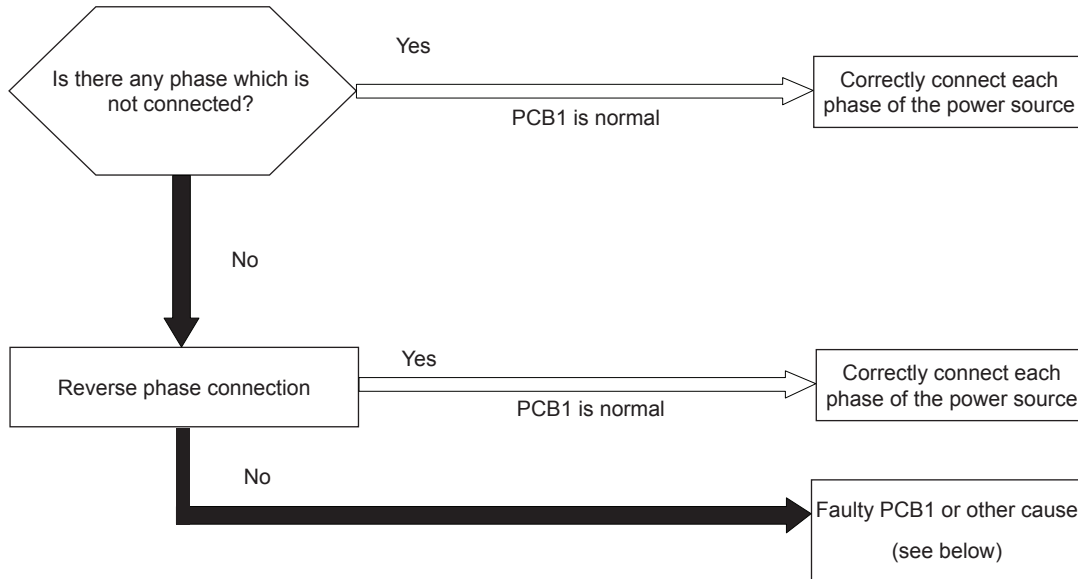 Is there any phase which is
not connected?
Yes
PCB1 is normal
Correctly connect each
phase of the power source
No
Reverse phase connection
Yes
PCB1 is normal
Correctly connect each
phase of the power source
No
Faulty PCB1 or other cause
(see below)